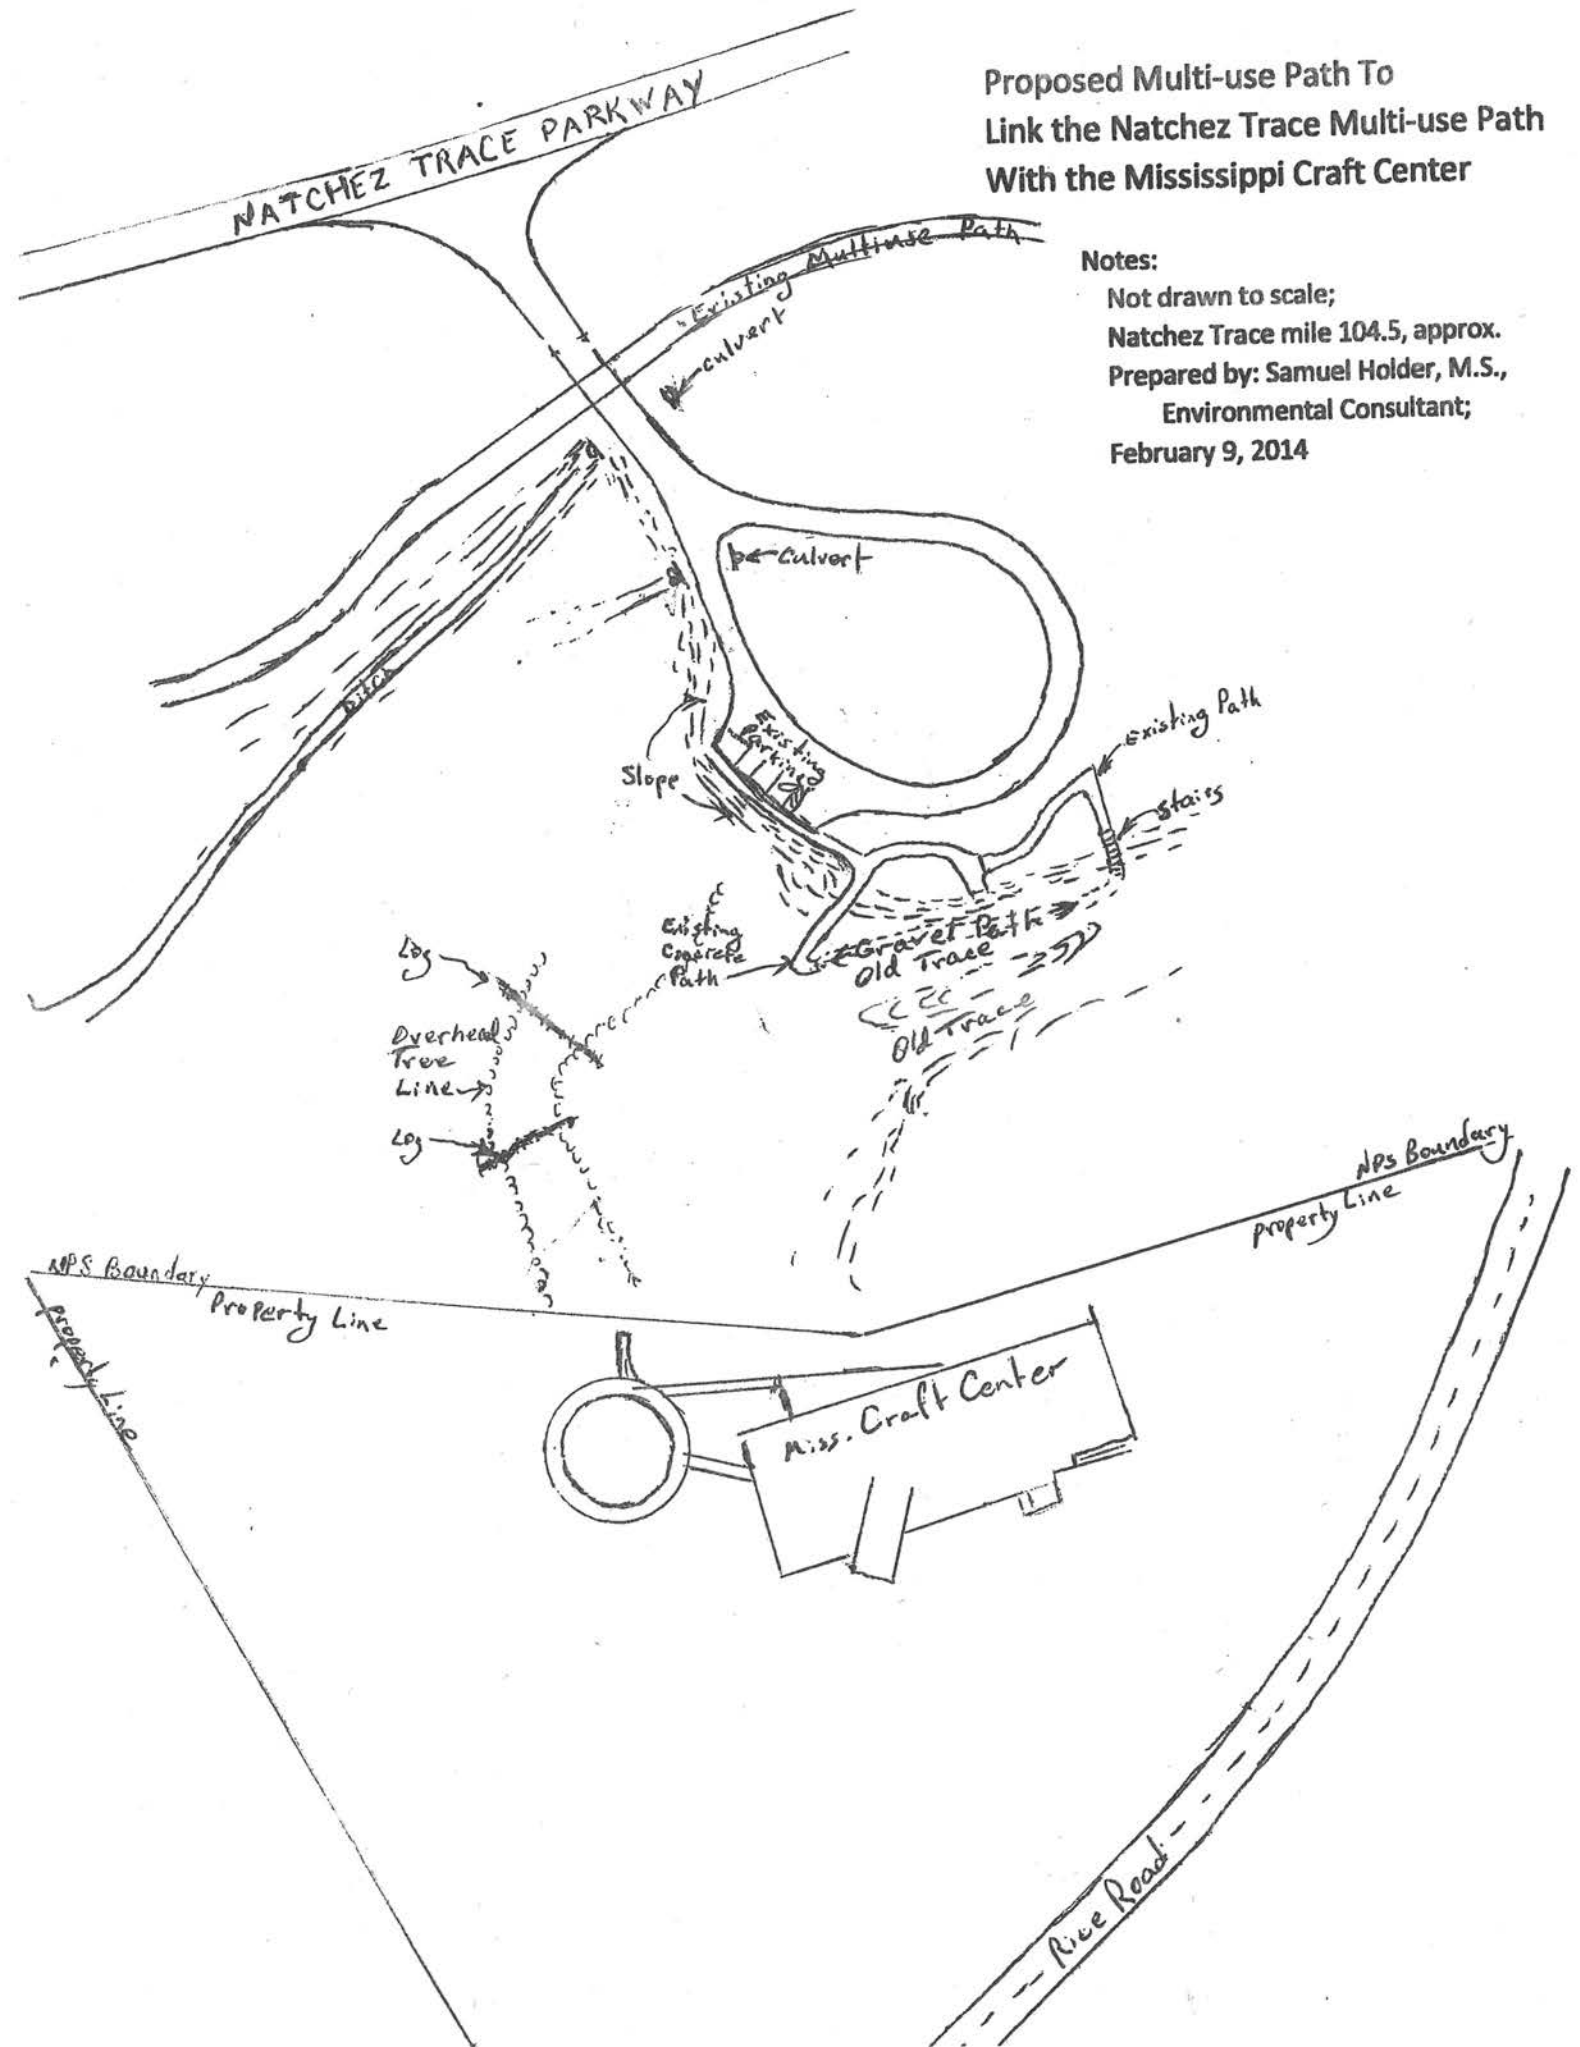 Proposed Multi-use Path To
Link the Natchez Trace Multi-use Path
With the Mississippi Craft Center
NATCHEZ TRACE PARKWAY
Existing Multiuse Path
Notes:
Not drawn to scale;
Natchez Trace mile 104.5, approx.
Prepared by: Samuel Holder, M.S.,
Environmental Consultant;
February 9, 2014
culvert
Culvert
Ditch
Existing Path
Existing
Parking
Slope
Stairs
Existing
Concrete
Path
Gravel Path
Old Trace
Old Trace
Log
Overhead
Tree
Line
Log
NPS Boundary
Property Line
NPS Boundary
Property Line
Property Line
Miss. Craft Center
Rice Road